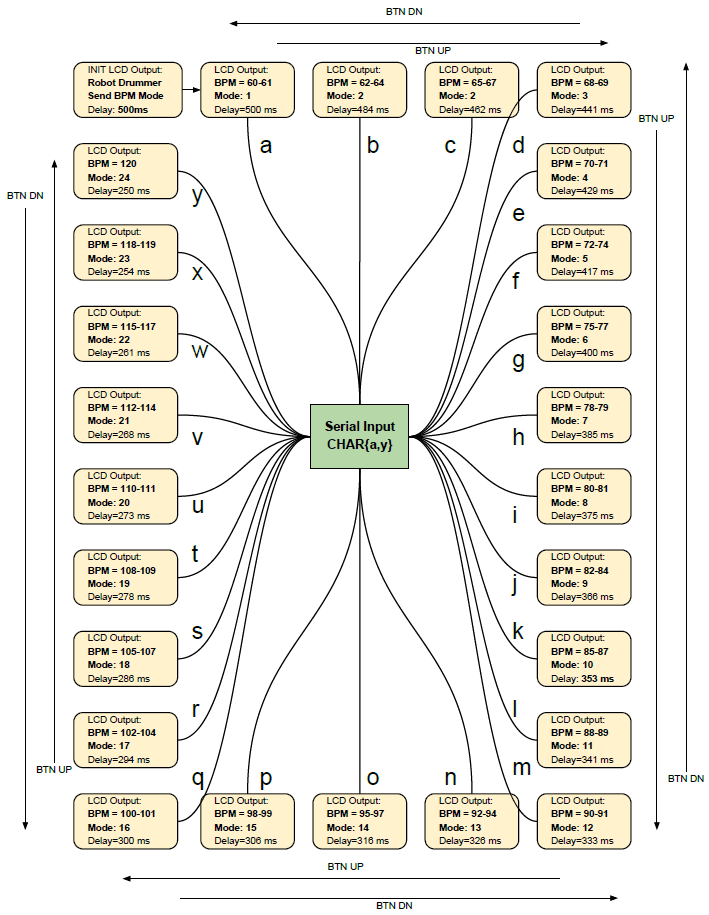 BTN DN
BTN UP
INIT LCD Output:
Robot Drummer
Send BPM Mode
Delay: 500ms
LCD Output:
BPM = 60-61
Mode: 1
Delay=500 ms
LCD Output:
BPM = 62-64
Mode: 2
Delay=484 ms
LCD Output:
BPM = 65-67
Mode: 2
Delay=462 ms
LCD Output:
BPM = 68-69
Mode: 3
Delay=441 ms
BTN UP
a
b
c
d
LCD Output:
BPM = 120
Mode: 24
Delay=250 ms
y
LCD Output:
BPM = 70-71
Mode: 4
Delay=429 ms
e
BTN DN
LCD Output:
BPM = 118-119
Mode: 23
Delay=254 ms
x
LCD Output:
BPM = 72-74
Mode: 5
Delay=417 ms
f
LCD Output:
BPM = 115-117
Mode: 22
Delay=261 ms
w
LCD Output:
BPM = 75-77
Mode: 6
Delay=400 ms
g
LCD Output:
BPM = 112-114
Mode: 21
Delay=268 ms
v
Serial Input
CHAR{a,y}
LCD Output:
BPM = 78-79
Mode: 7
Delay=385 ms
h
LCD Output:
BPM = 110-111
Mode: 20
Delay=273 ms
u
LCD Output:
BPM = 80-81
Mode: 8
Delay=375 ms
i
LCD Output:
BPM = 108-109
Mode: 19
Delay=278 ms
t
LCD Output:
BPM = 82-84
Mode: 9
Delay=366 ms
j
LCD Output:
BPM = 105-107
Mode: 18
Delay=286 ms
s
LCD Output:
BPM = 85-87
Mode: 10
Delay: 353 ms
k
LCD Output:
BPM = 102-104
Mode: 17
Delay=294 ms
r
LCD Output:
BPM = 88-89
Mode: 11
Delay=341 ms
l
BTN UP
BTN DN
q
p
o
n
m
LCD Output:
BPM = 100-101
Mode: 16
Delay=300 ms
LCD Output:
BPM = 98-99
Mode: 15
Delay=306 ms
LCD Output:
BPM = 95-97
Mode: 14
Delay=316 ms
LCD Output:
BPM = 92-94
Mode: 13
Delay=326 ms
LCD Output:
BPM = 90-91
Mode: 12
Delay=333 ms
BTN UP
BTN DN